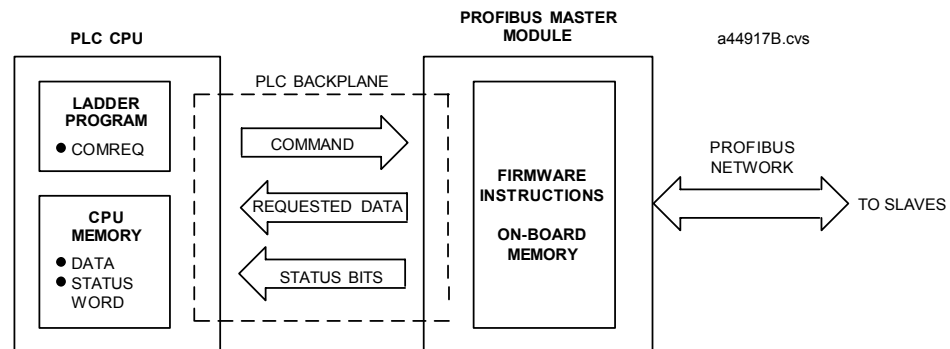 PLC CPU
PROFIBUS MASTER
MODULE
a44917B.cvs
PLC BACKPLANE
LADDER
PROGRAM
● COMREQ
CPU
MEMORY
● DATA
● STATUS
WORD
COMMAND
REQUESTED DATA
STATUS BITS
FIRMWARE
INSTRUCTIONS
ON-BOARD
MEMORY
PROFIBUS
NETWORK
TO SLAVES